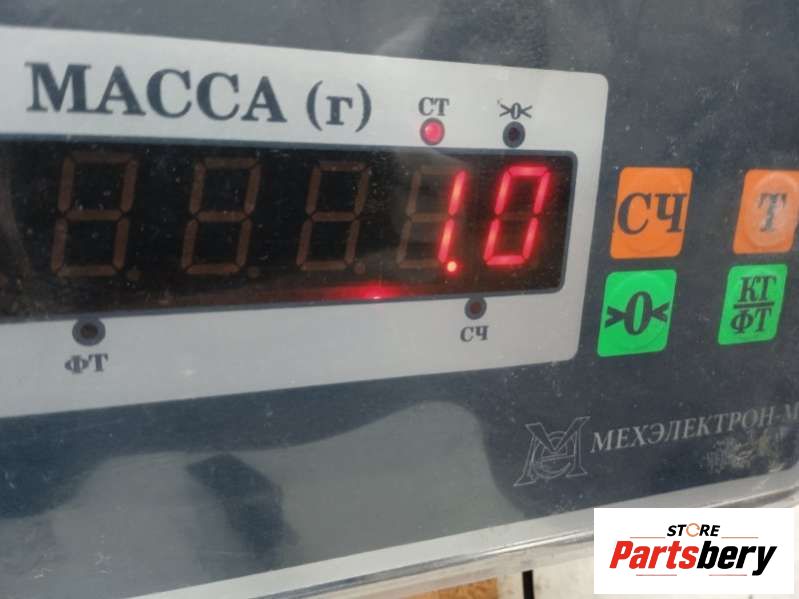 МАССА (г)
СТ >0<
1.0
СЧ Т
ФТ СЧ
>0< КГ
ФТ
МЕХЭЛЕКТРОН-М
STORE
Partsbery